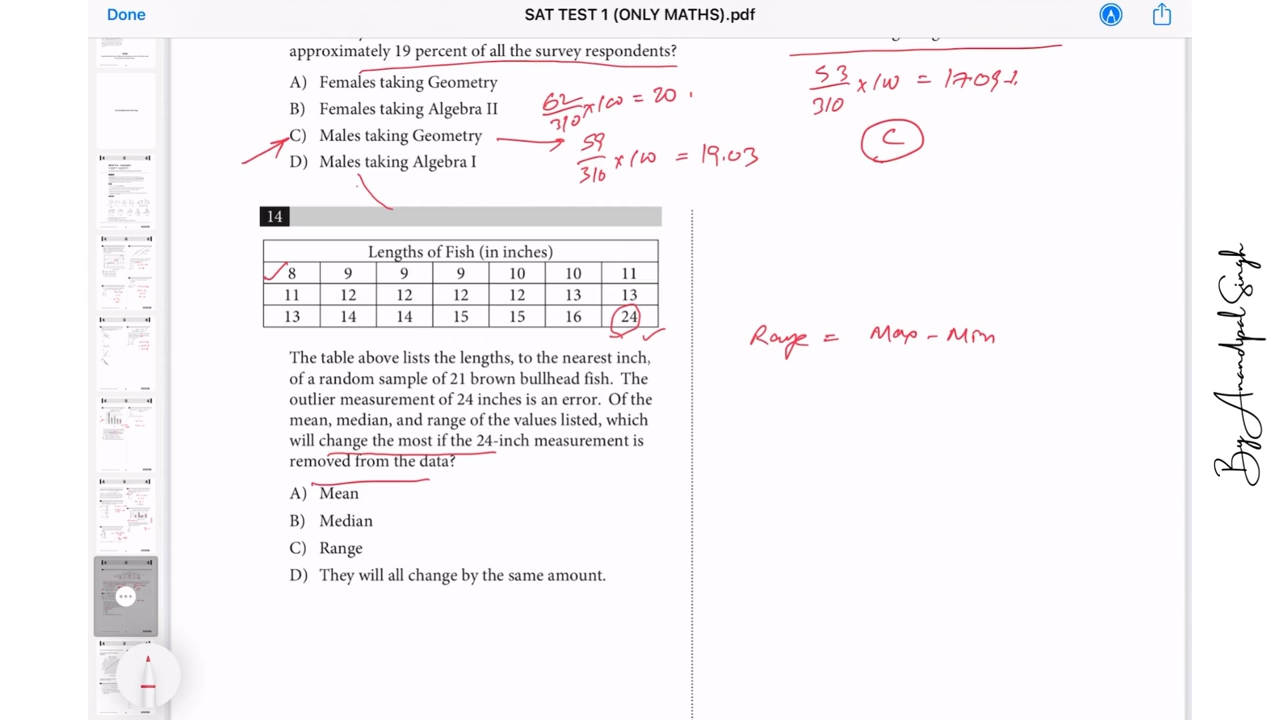 Done
SAT TEST 1 (ONLY MATHS).pdf
approximately 19 percent of all the survey respondents?
A) Females taking Geometry
B) Females taking Algebra II
C) Males taking Geometry
D) Males taking Algebra I
62/310 × 100 = 20.
59/310 × 100 = 19.03
53/310 × 100 = 17.09%
C
14
Lengths of Fish (in inches)
8 9 9 9 10 10 11
11 12 12 12 12 13 13
13 14 14 15 15 16 24
The table above lists the lengths, to the nearest inch,
of a random sample of 21 brown bullhead fish. The
outlier measurement of 24 inches is an error. Of the
mean, median, and range of the values listed, which
will change the most if the 24-inch measurement is
removed from the data?
A) Mean
B) Median
C) Range
D) They will all change by the same amount.
Range = Max - Min
By Anandpal Singh